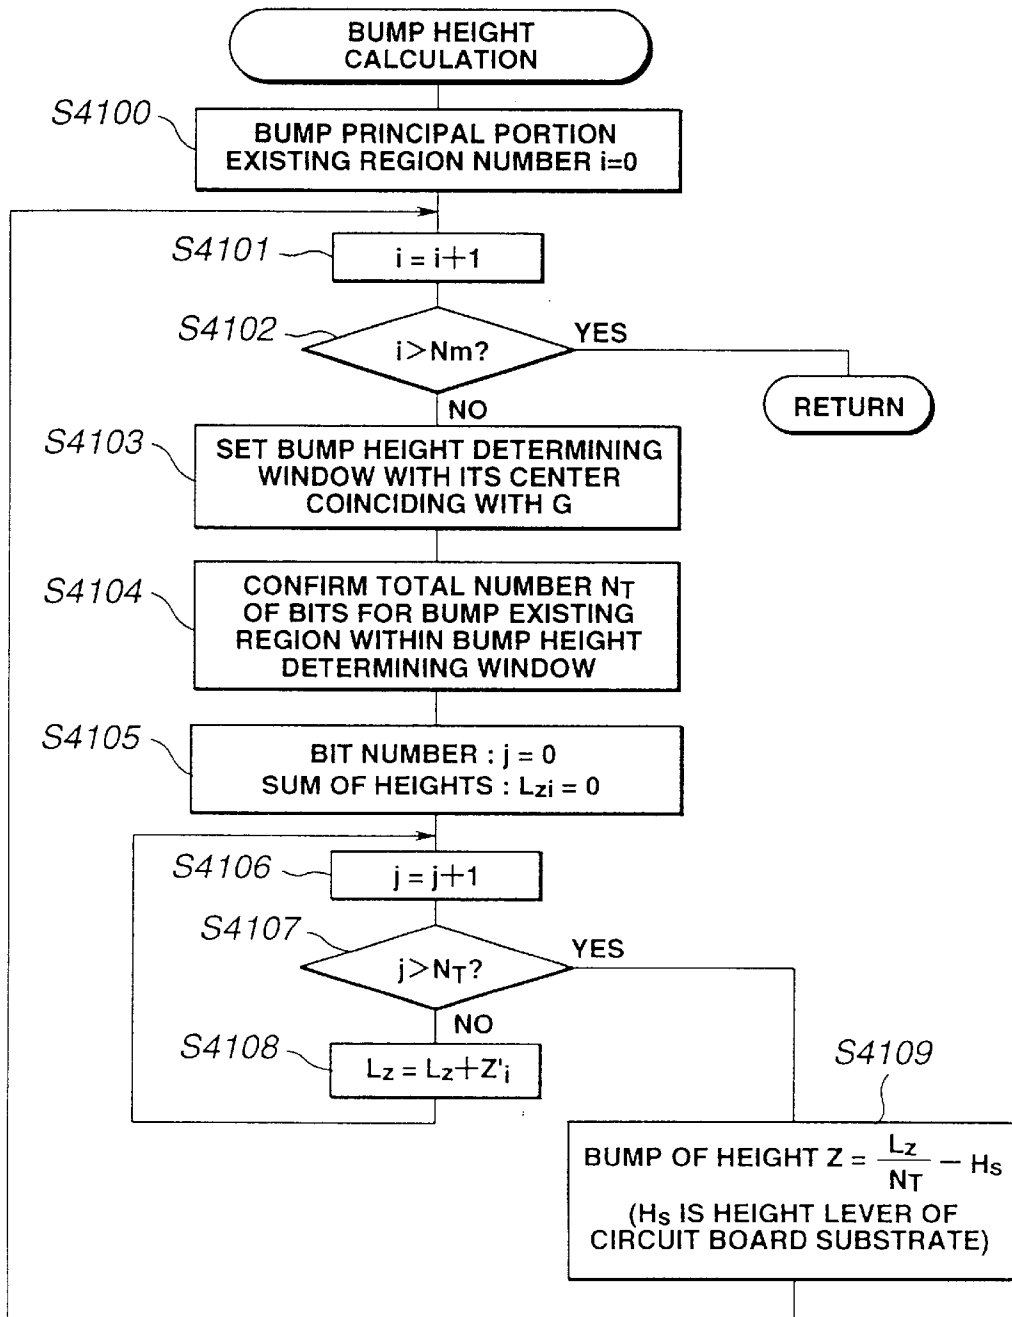 BUMP HEIGHT
CALCULATION
S4100
BUMP PRINCIPAL PORTION
EXISTING REGION NUMBER i=0
S4101
i = i+1
S4102
i>Nm?
YES
NO
RETURN
S4103
SET BUMP HEIGHT DETERMINING
WINDOW WITH ITS CENTER
COINCIDING WITH G
S4104
CONFIRM TOTAL NUMBER NT
OF BITS FOR BUMP EXISTING
REGION WITHIN BUMP HEIGHT
DETERMINING WINDOW
S4105
BIT NUMBER : j = 0
SUM OF HEIGHTS : Lzi = 0
S4106
j = j+1
S4107
j>NT?
YES
NO
S4108
Lz = Lz+Z'i
S4109
BUMP OF HEIGHT Z = Lz/NT - Hs
(Hs IS HEIGHT LEVER OF
CIRCUIT BOARD SUBSTRATE)